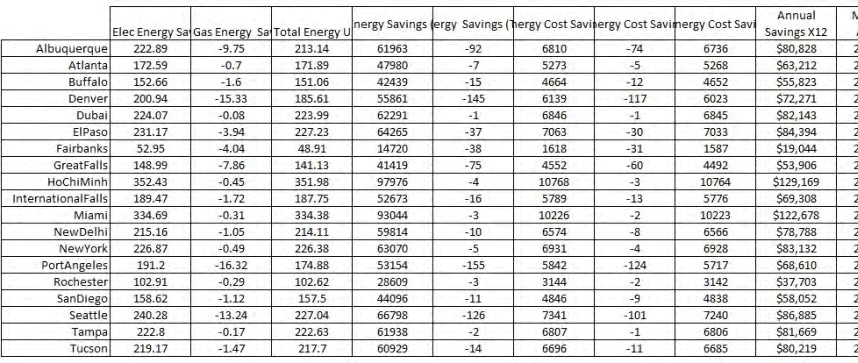 Annual
Elec Energy Sa Gas Energy Sa Total Energy U nergy Savings ( ergy Savings ( hergy Cost Savi nergy Cost Savi nergy Cost Savi Savings X12
Albuquerque 222.89 -9.75 213.14 61963 -92 6810 -74 6736 $80,828 2
Atlanta 172.59 -0.7 171.89 47980 -7 5273 -5 5268 $63,212 2
Buffalo 152.66 -1.6 151.06 42439 -15 4664 -12 4652 $55,823 2
Denver 200.94 -15.33 185.61 55861 -145 6139 -117 6023 $72,271 2
Dubai 224.07 -0.08 223.99 62291 -1 6846 -1 6845 $82,143 2
ElPaso 231.17 -3.94 227.23 64265 -37 7063 -30 7033 $84,394 2
Fairbanks 52.95 -4.04 48.91 14720 -38 1618 -31 1587 $19,044 2
GreatFalls 148.99 -7.86 141.13 41419 -75 4552 -60 4492 $53,906 2
HoChiMinh 352.43 -0.45 351.98 97976 -4 10768 -3 10764 $129,169 2
InternationalFalls 189.47 -1.72 187.75 52673 -16 5789 -13 5776 $69,308 2
Miami 334.69 -0.31 334.38 93044 -3 10226 -2 10223 $122,678 2
NewDelhi 215.16 -1.05 214.11 59814 -10 6574 -8 6566 $78,788 2
NewYork 226.87 -0.49 226.38 63070 -5 6931 -4 6928 $83,132 2
PortAngeles 191.2 -16.32 174.88 53154 -155 5842 -124 5717 $68,610 2
Rochester 102.91 -0.29 102.62 28609 -3 3144 -2 3142 $37,703 2
SanDiego 158.62 -1.12 157.5 44096 -11 4846 -9 4838 $58,052 2
Seattle 240.28 -13.24 227.04 66798 -126 7341 -101 7240 $86,885 2
Tampa 222.8 -0.17 222.63 61938 -2 6807 -1 6806 $81,669 2
Tucson 219.17 -1.47 217.7 60929 -14 6696 -11 6685 $80,219 2